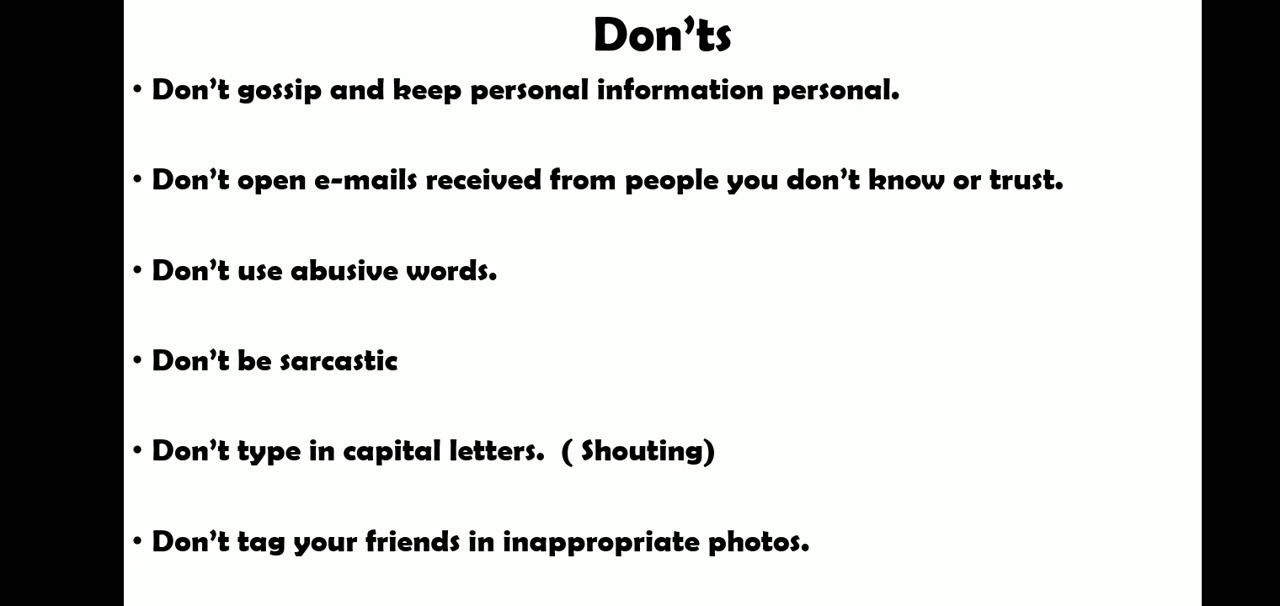 Don’ts
• Don’t gossip and keep personal information personal.
• Don’t open e-mails received from people you don’t know or trust.
• Don’t use abusive words.
• Don’t be sarcastic
• Don’t type in capital letters.  ( Shouting)
• Don’t tag your friends in inappropriate photos.